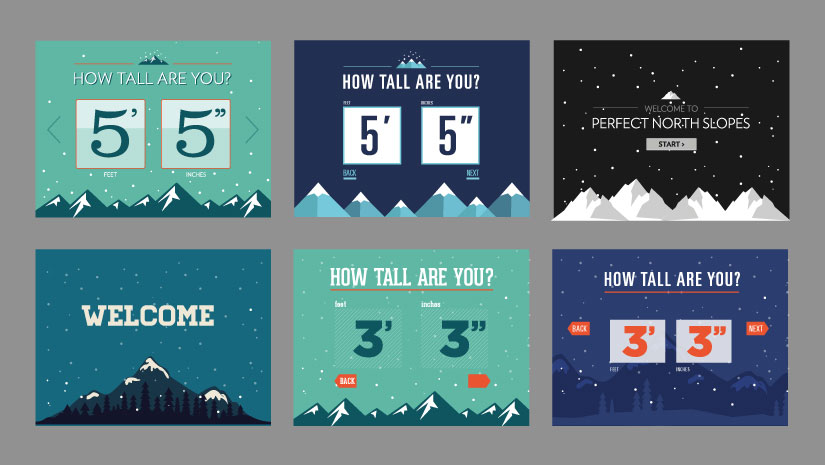 HOW TALL ARE YOU?
5’ 5”
FEET INCHES
HOW TALL ARE YOU?
FEET INCHES
5’ 5”
BACK NEXT
WELCOME TO
PERFECT NORTH SLOPES
START >
WELCOME
HOW TALL ARE YOU?
feet inches
3’ 3”
BACK
HOW TALL ARE YOU?
BACK 3’ 3” NEXT
FEET INCHES